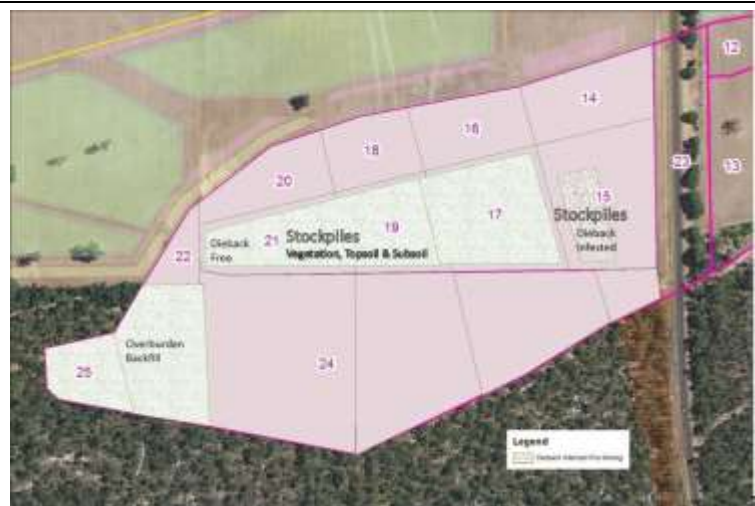 12
14
16
18
23
13
20
15
Stockpiles
Dieback
Infested
17
19
21
Stockpiles
Vegetation, Topsoil & Subsoil
Dieback
Free
22
Overburden
Backfill
24
25
Legend
Dieback